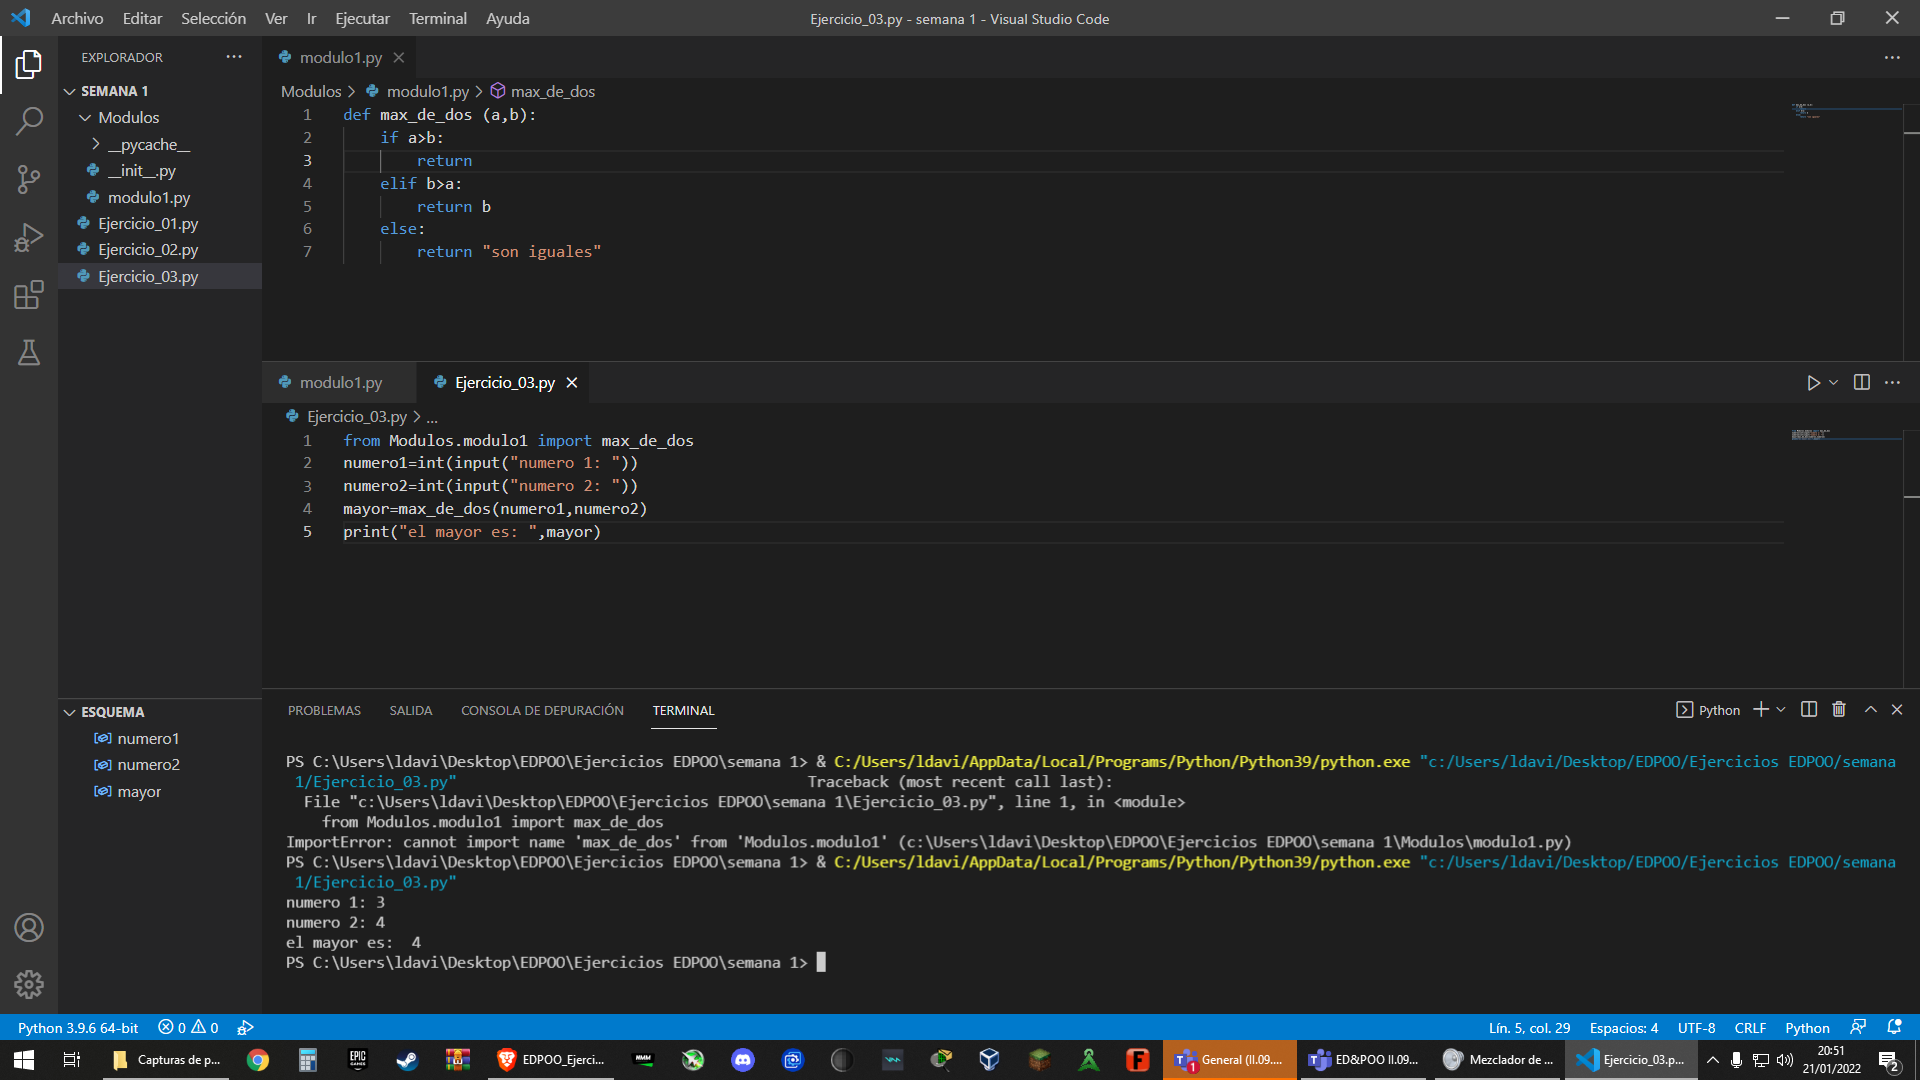 Archivo Editar Selección Ver Ir Ejecutar Terminal Ayuda
Ejercicio_03.py - semana 1 - Visual Studio Code
EXPLORADOR
SEMANA 1
Modulos
__pycache__
__init__.py
modulo1.py
Ejercicio_01.py
Ejercicio_02.py
Ejercicio_03.py
modulo1.py
Modulos > modulo1.py > max_de_dos
1 def max_de_dos (a,b):
2     if a>b:
3         return
4     elif b>a:
5         return b
6     else:
7         return "son iguales"
modulo1.py Ejercicio_03.py
Ejercicio_03.py > ...
1 from Modulos.modulo1 import max_de_dos
2 numero1=int(input("numero 1: "))
3 numero2=int(input("numero 2: "))
4 mayor=max_de_dos(numero1,numero2)
5 print("el mayor es: ",mayor)
ESQUEMA
numero1
numero2
mayor
PROBLEMAS SALIDA CONSOLA DE DEPURACIÓN TERMINAL
Python
PS C:\Users\ldavi\Desktop\EDPOO\Ejercicios EDPOO\semana 1> & C:/Users/ldavi/AppData/Local/Programs/Python/Python39/python.exe "c:/Users/ldavi/Desktop/EDPOO/Ejercicios EDPOO/semana
1/Ejercicio_03.py" Traceback (most recent call last):
File "c:\Users\ldavi\Desktop\EDPOO\Ejercicios EDPOO\semana 1\Ejercicio_03.py", line 1, in <module>
from Modulos.modulo1 import max_de_dos
ImportError: cannot import name 'max_de_dos' from 'Modulos.modulo1' (c:\Users\ldavi\Desktop\EDPOO\Ejercicios EDPOO\semana 1\Modulos\modulo1.py)
PS C:\Users\ldavi\Desktop\EDPOO\Ejercicios EDPOO\semana 1> & C:/Users/ldavi/AppData/Local/Programs/Python/Python39/python.exe "c:/Users/ldavi/Desktop/EDPOO/Ejercicios EDPOO/semana
1/Ejercicio_03.py"
numero 1: 3
numero 2: 4
el mayor es:  4
PS C:\Users\ldavi\Desktop\EDPOO\Ejercicios EDPOO\semana 1>
Python 3.9.6 64-bit 0 0
Lín. 5, col. 29 Espacios: 4 UTF-8 CRLF Python
Capturas de p... EPIC GAMES EDPOO_Ejerci... General (II.09.... ED&POO II.09... Mezclador de ... Ejercicio_03.p...
20:51
21/01/2022
2